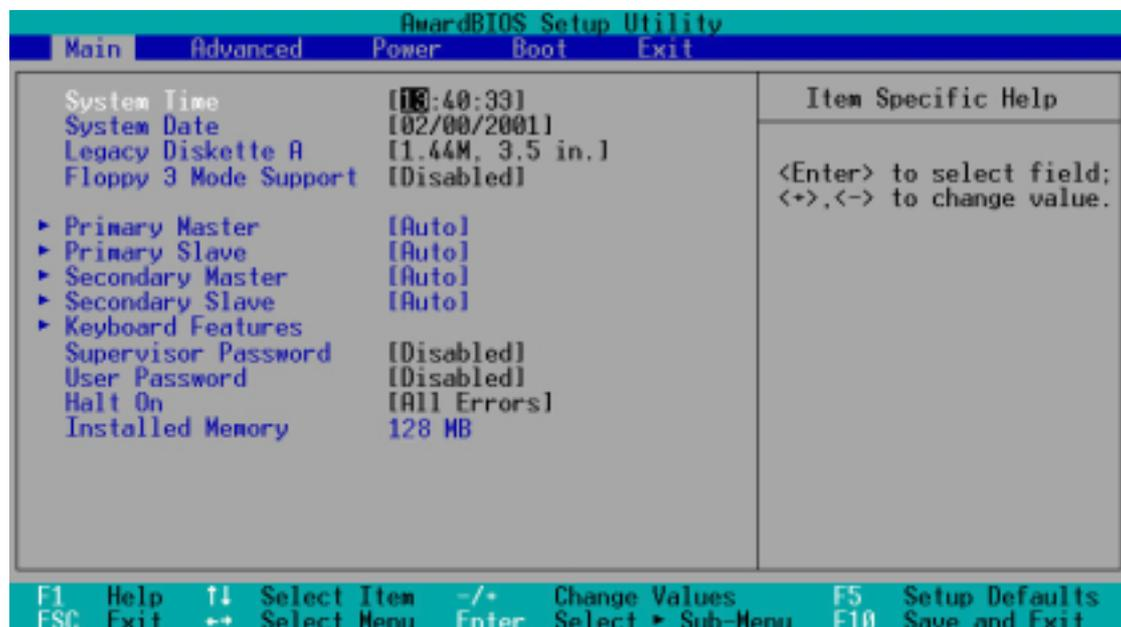 AwardBIOS Setup Utility
Main Advanced Power Boot Exit
System Time [13:40:33]
System Date [02/00/2001]
Legacy Diskette A [1.44M, 3.5 in.]
Floppy 3 Mode Support [Disabled]
▸ Primary Master [Auto]
▸ Primary Slave [Auto]
▸ Secondary Master [Auto]
▸ Secondary Slave [Auto]
▸ Keyboard Features
Supervisor Password [Disabled]
User Password [Disabled]
Halt On [All Errors]
Installed Memory 128 MB
Item Specific Help
<Enter> to select field;
<+>,<-> to change value.
F1 Help ↑↓ Select Item -/+ Change Values F5 Setup Defaults
ESC Exit ←→ Select Menu Enter Select ▸ Sub-Menu F10 Save and Exit